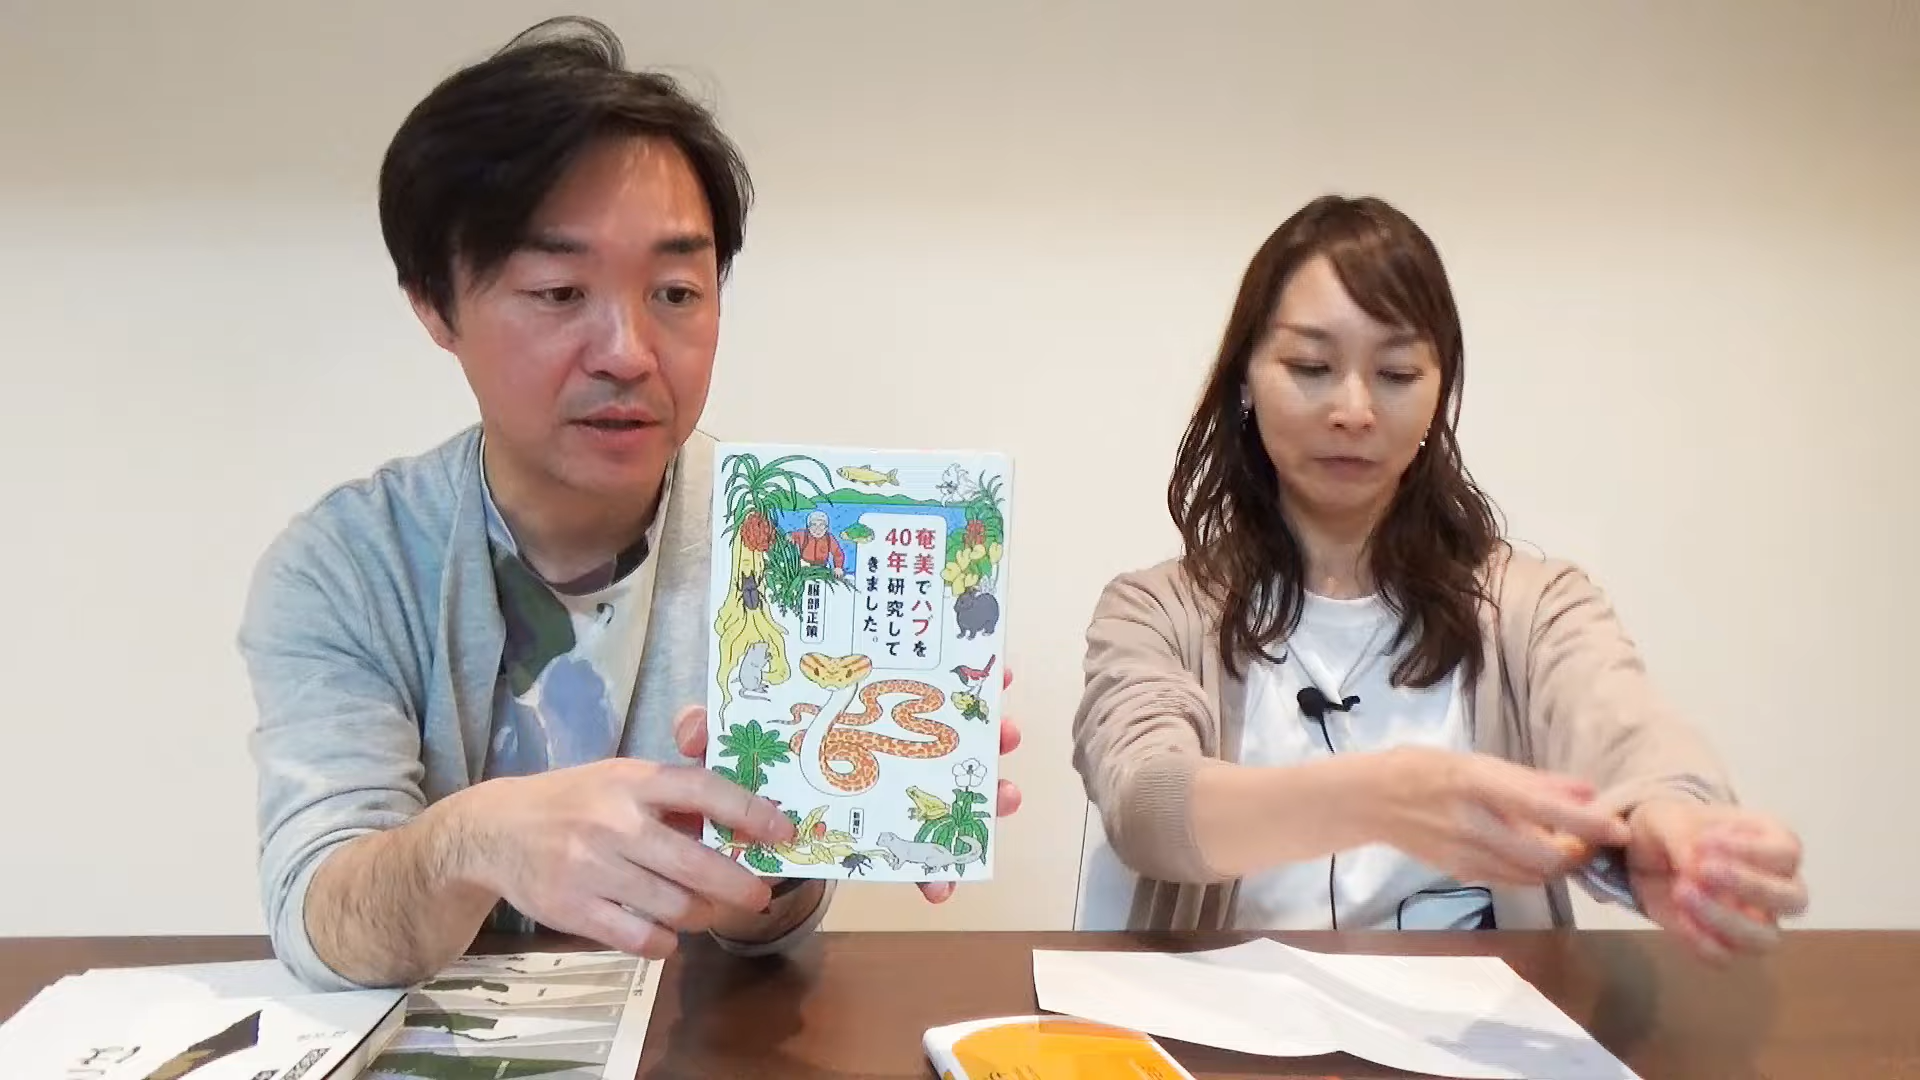 奄美でハブを
40年研究して
きました。
服部正策
新潮社